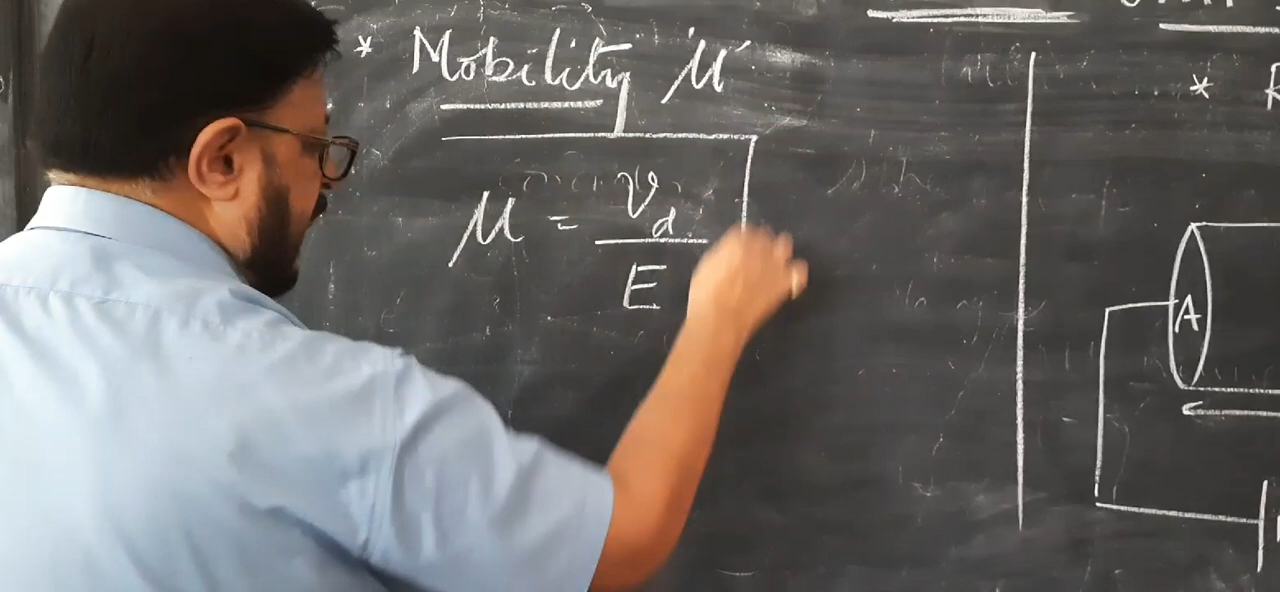 * Mobility μ
μ = v_d / E
* R
A